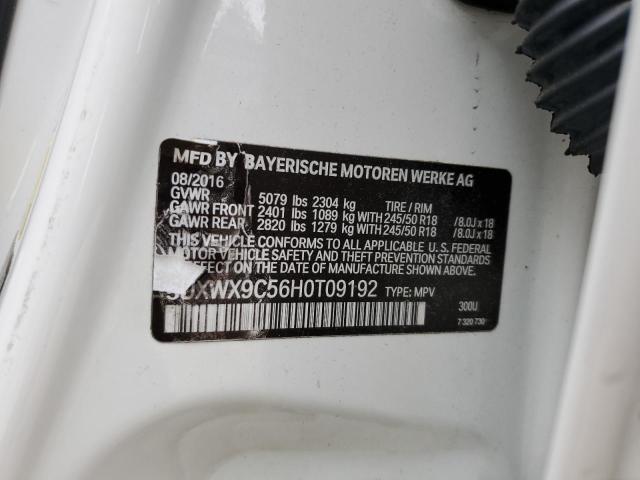 MFD BY BAYERISCHE MOTOREN WERKE AG
08/2016
GVWR 5079 lbs 2304 kg TIRE / RIM
GAWR FRONT 2401 lbs 1089 kg WITH 245/50 R18 /8.0J x 18
GAWR REAR 2820 lbs 1279 kg WITH 245/50 R18 /8.0J x 18
THIS VEHICLE CONFORMS TO ALL APPLICABLE U.S. FEDERAL
MOTOR VEHICLE SAFETY AND THEFT PREVENTION STANDARDS
IN EFFECT ON THE DATE OF MANUFACTURE SHOWN ABOVE.
5UXWX9C56H0T09192 TYPE: MPV
300U
7 320 730